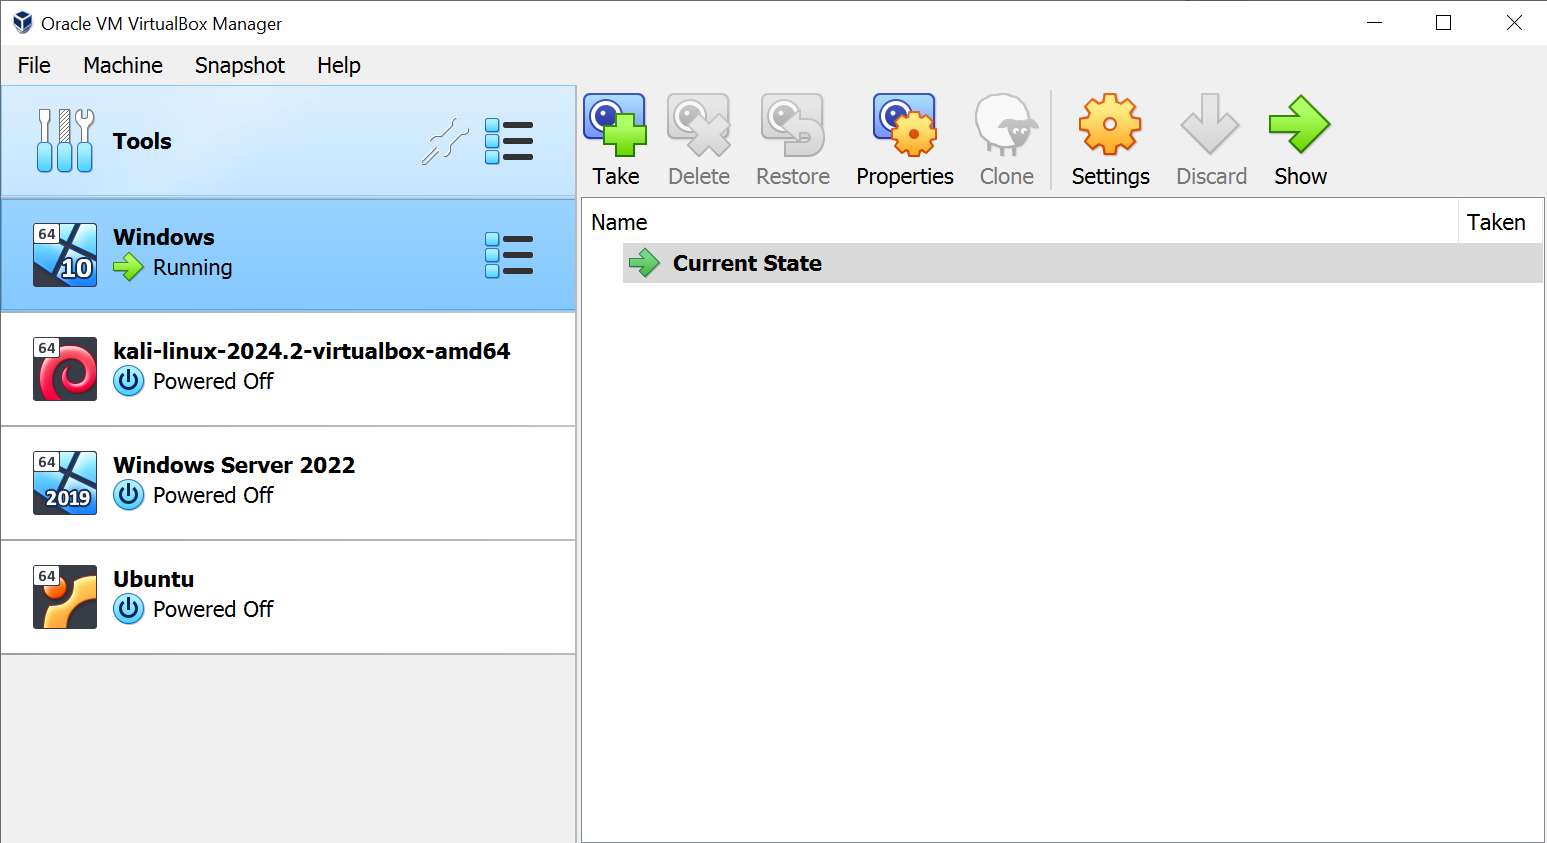 Oracle VM VirtualBox Manager
File Machine Snapshot Help
Tools
Take Delete Restore Properties Clone Settings Discard Show
Name Taken
Current State
64 10 Windows
Running
64 kali-linux-2024.2-virtualbox-amd64
Powered Off
64 2019 Windows Server 2022
Powered Off
64 Ubuntu
Powered Off